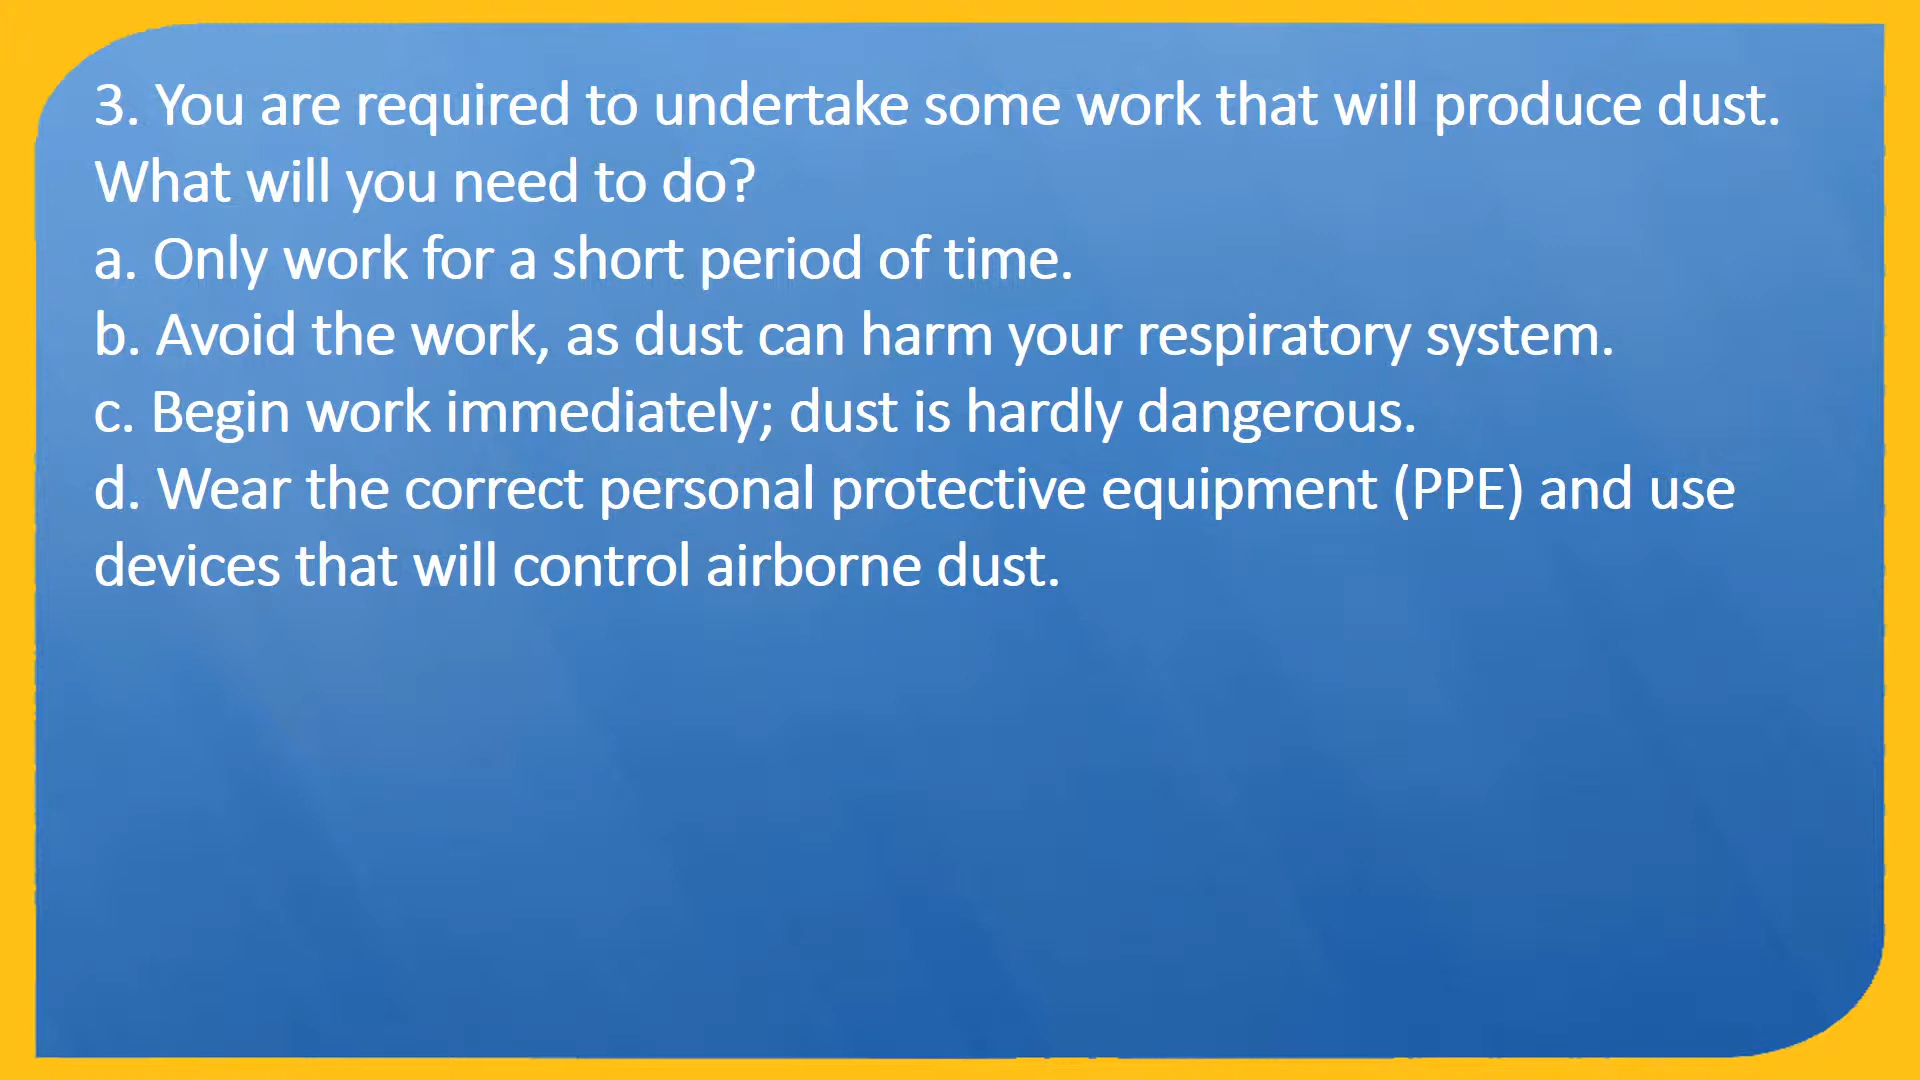 3. You are required to undertake some work that will produce dust.
What will you need to do?
a. Only work for a short period of time.
b. Avoid the work, as dust can harm your respiratory system.
c. Begin work immediately; dust is hardly dangerous.
d. Wear the correct personal protective equipment (PPE) and use
devices that will control airborne dust.